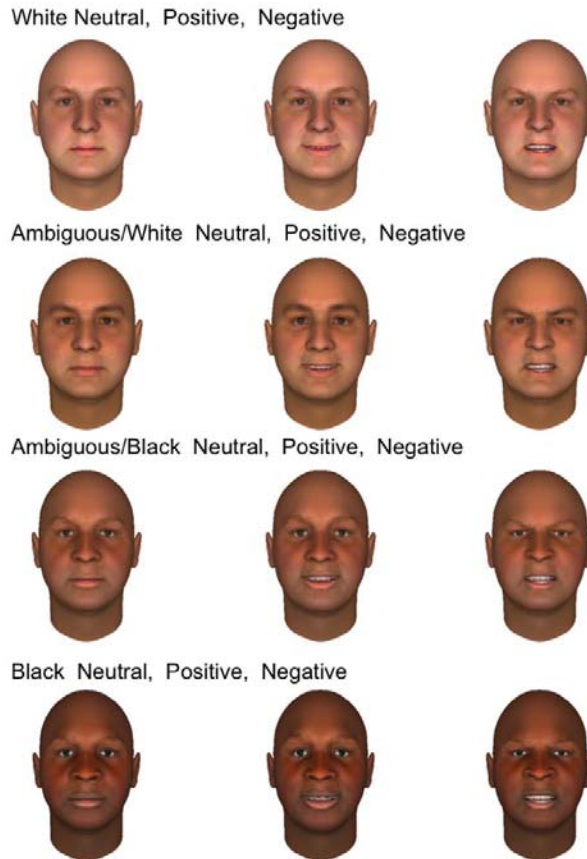 White Neutral, Positive, Negative
Ambiguous/White Neutral, Positive, Negative
Ambiguous/Black Neutral, Positive, Negative
Black Neutral, Positive, Negative